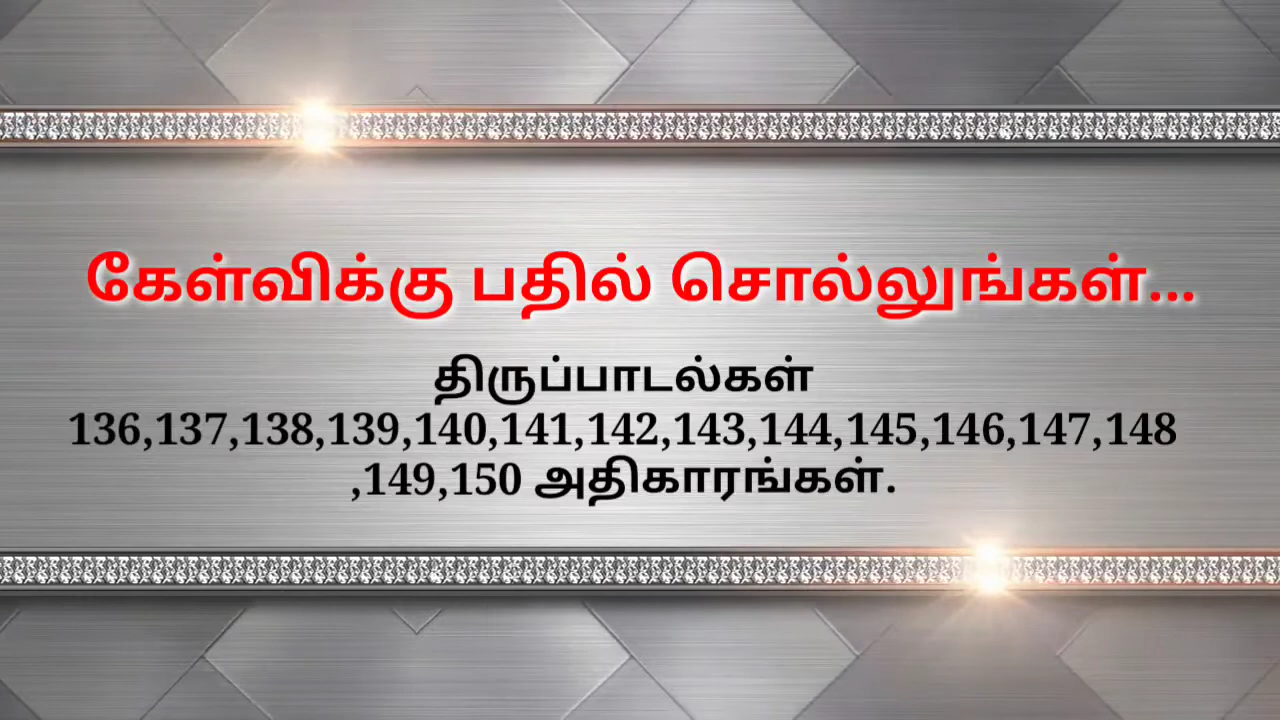 கேள்விக்கு பதில் சொல்லுங்கள்...
திருப்பாடல்கள்
136,137,138,139,140,141,142,143,144,145,146,147,148
,149,150 அதிகாரங்கள்.